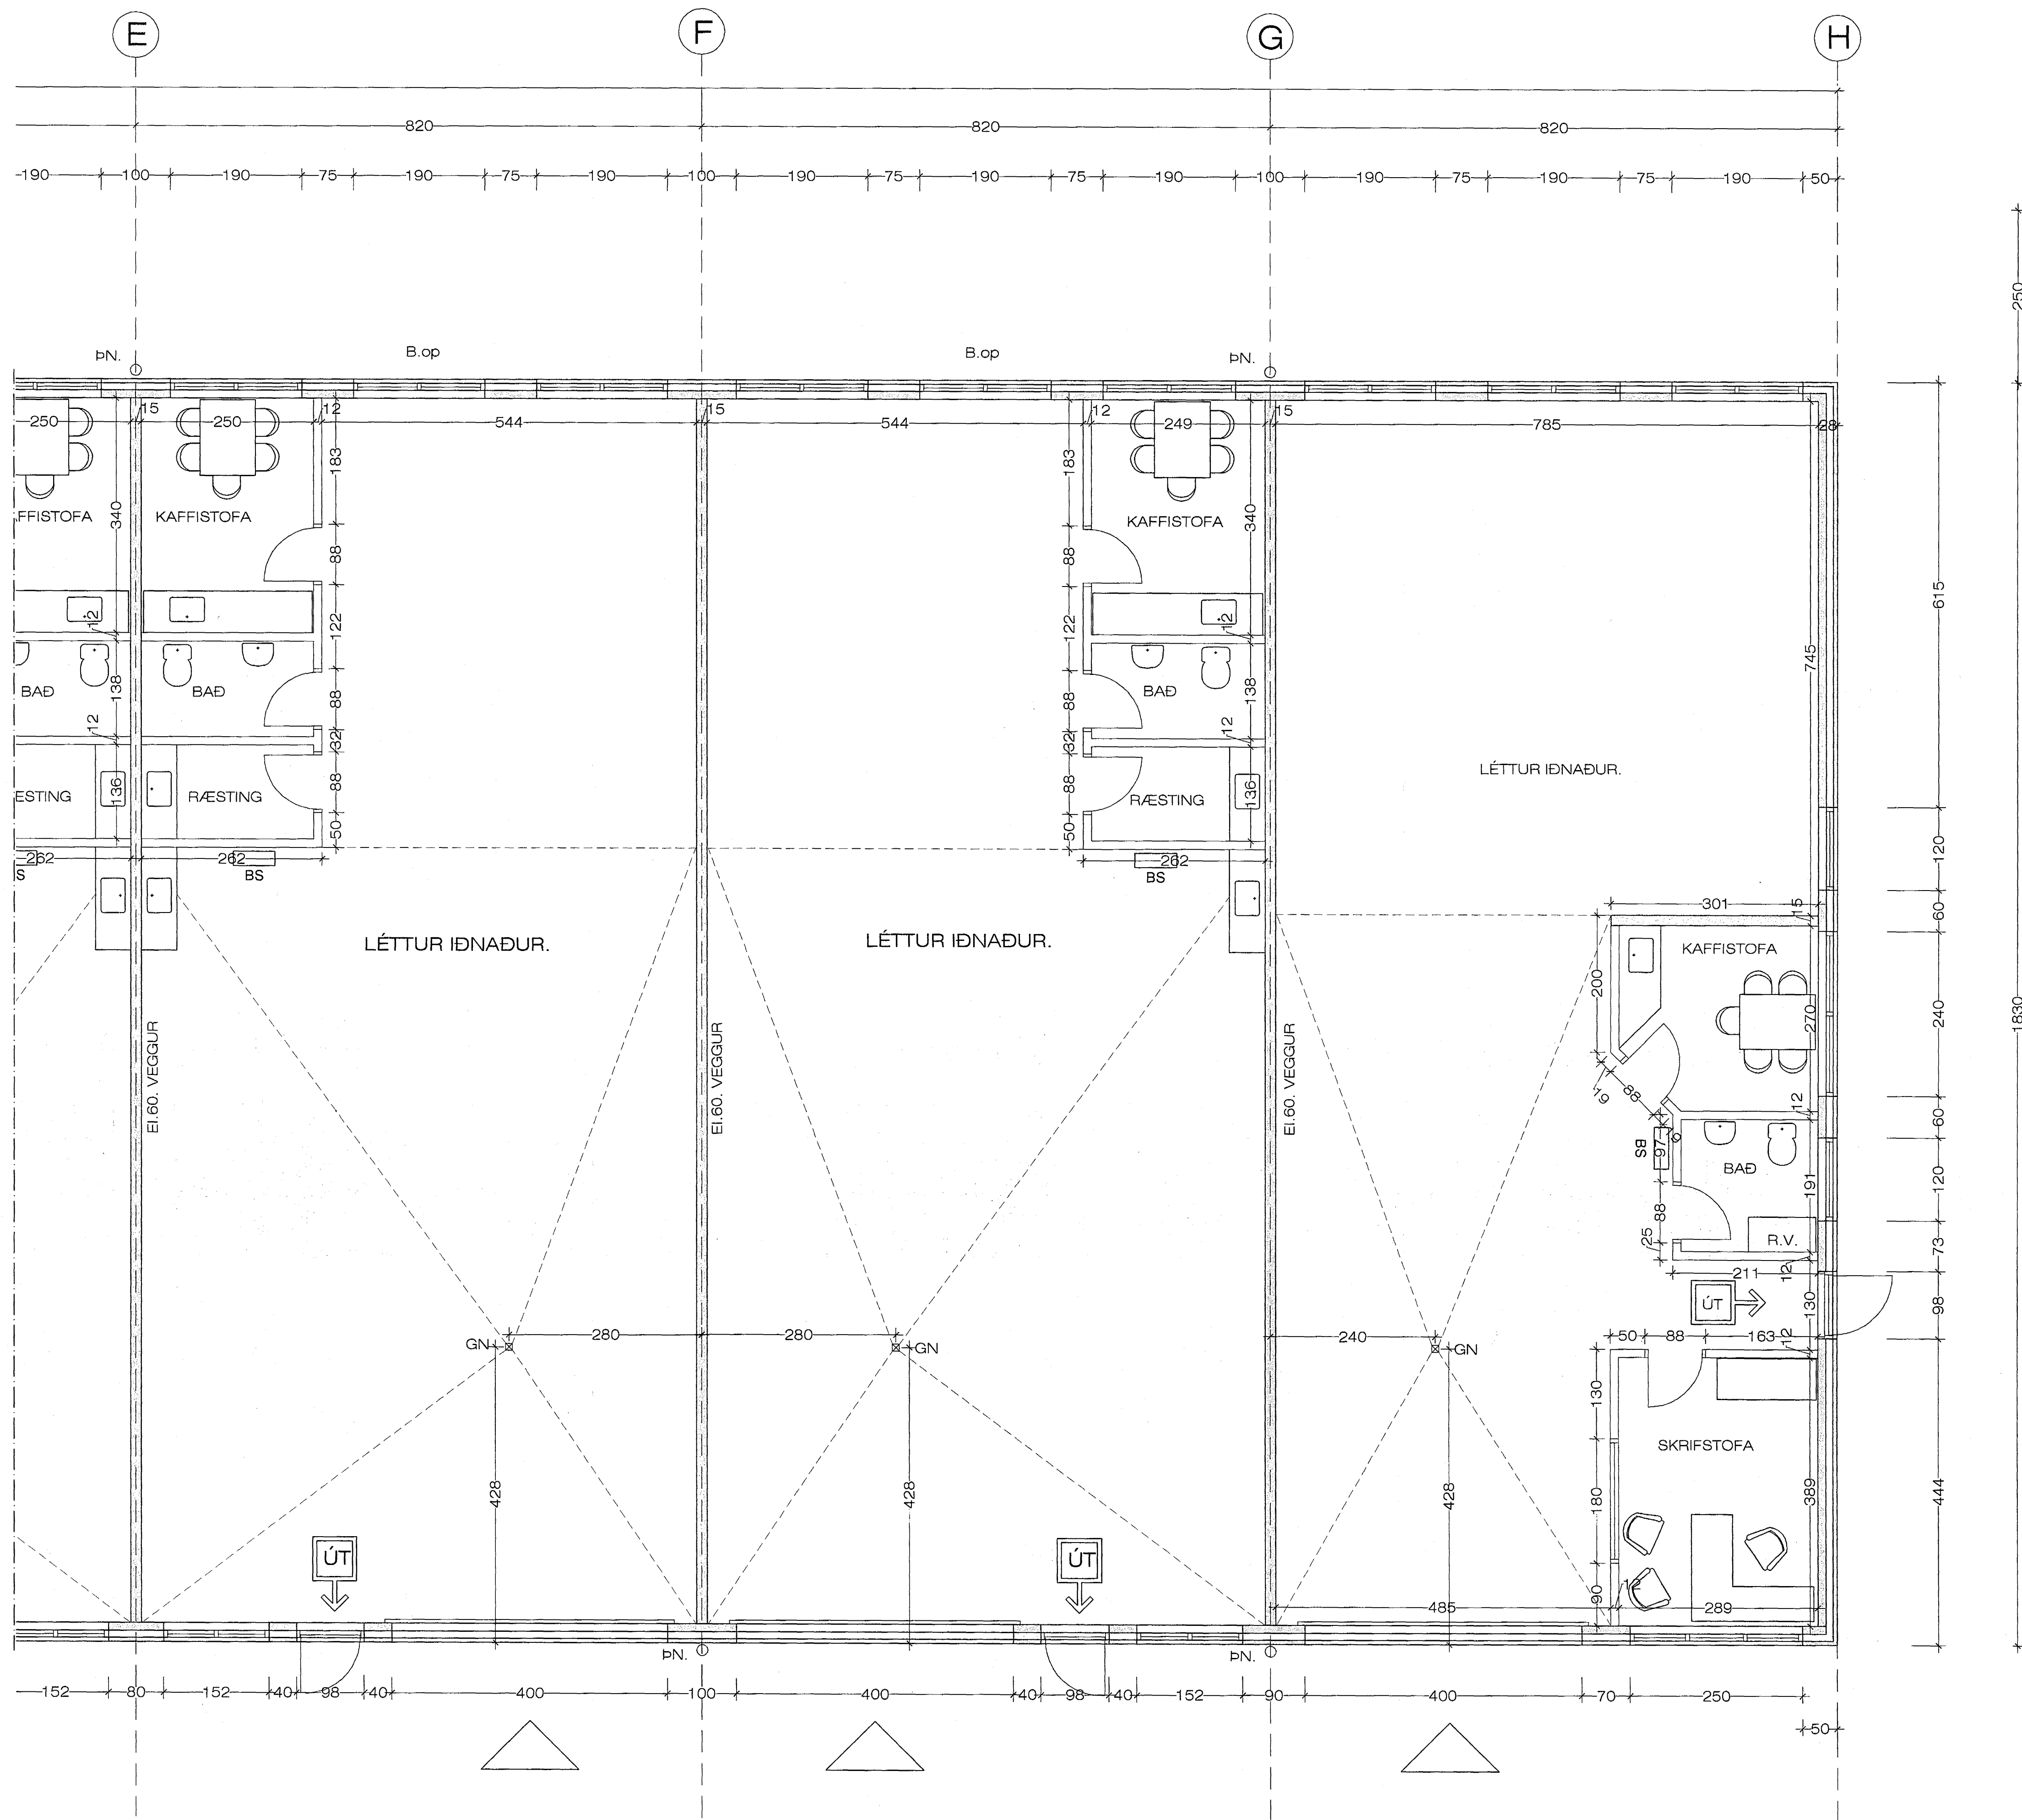 E F G H
820 820 820
190 100 190 75 190 75 190 100 190 75 190 75 190 100 190 75 190 75 190 50
250
ÞN. B.op B.op ÞN.
15 12 15 12 15
250 250 544 544 249 785 28
183 183
FFISTOFA KAFFISTOFA KAFFISTOFA
340 340
88 88
615
12 122 122 12
745
BAÐ BAÐ BAÐ
138 88 88 138
12 32 32 12
LÉTTUR IÐNAÐUR.
ESTING RÆSTING RÆSTING
136 88 88 136
50 50
120
262 262 262
S BS BS
301 15
60
LÉTTUR IÐNAÐUR. LÉTTUR IÐNAÐUR.
KAFFISTOFA
200
270 240
1830
EI.60. VEGGUR EI.60. VEGGUR EI.60. VEGGUR
19 88 12
60
BS 97 19
BAÐ
191 120
88
25 R.V. 73
211 12
ÚT 130 98
280 280 240
50 88 163 12
GN GN GN
130
SKRIFSTOFA
428 428 428
180 389 444
ÚT ÚT
90 12
485 289
ÞN. ÞN.
152 80 152 40 98 40 400 100 400 40 98 40 152 90 400 70 250
50